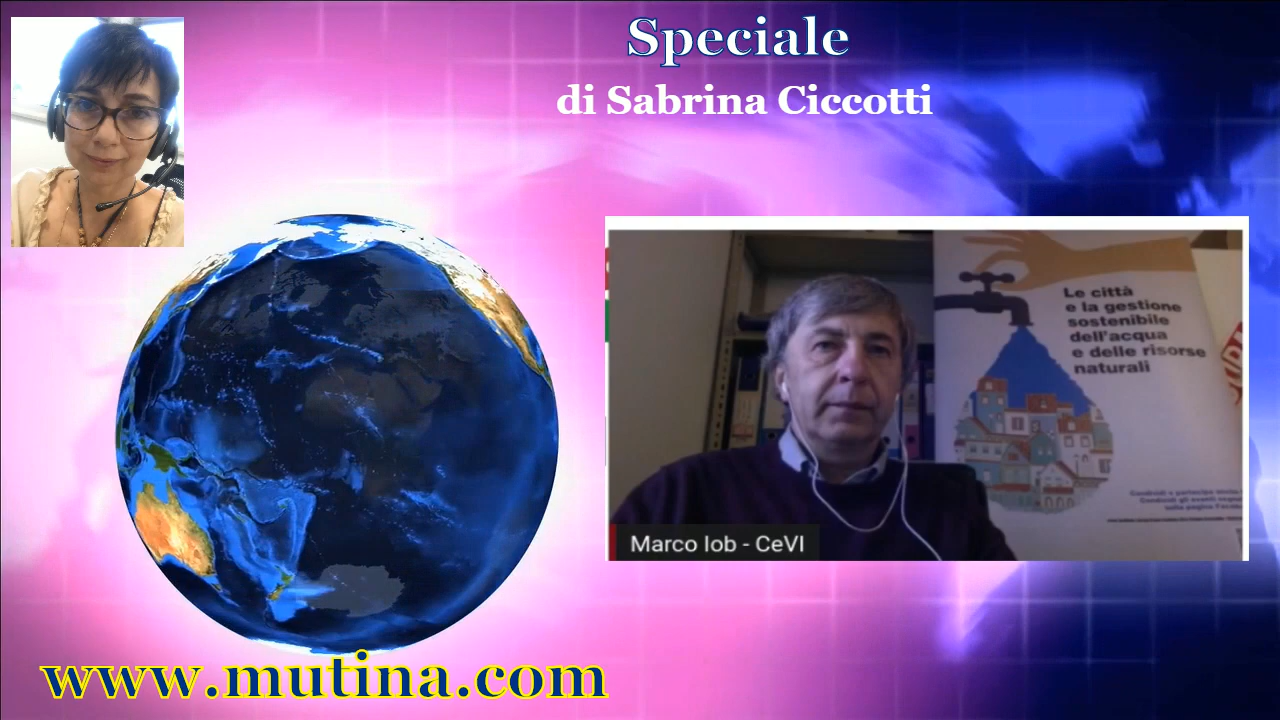 Speciale
di Sabrina Ciccotti
Le città
e la gestione
sostenibile
dell'acqua
e delle risorse
naturali
Marco Iob - CeVI
www.mutina.com